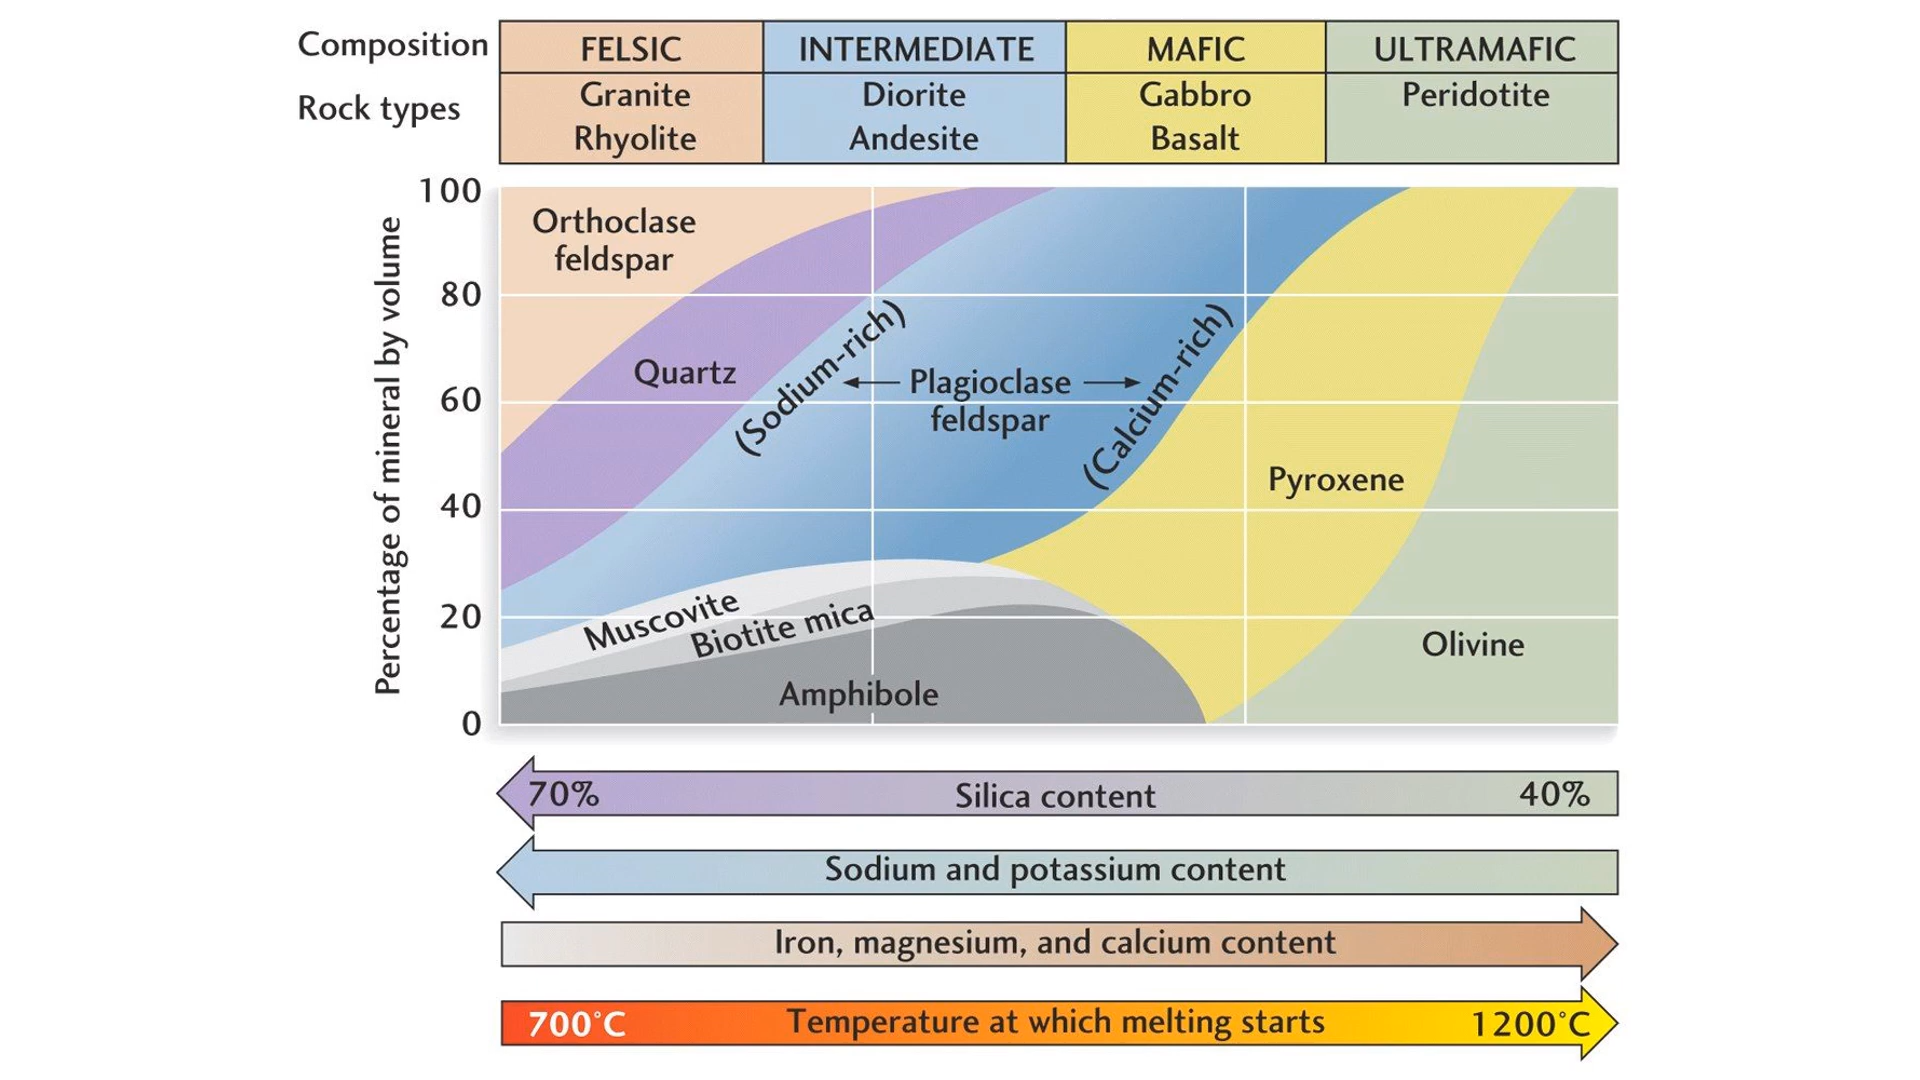 Composition FELSIC INTERMEDIATE MAFIC ULTRAMAFIC
Rock types Granite Diorite Gabbro Peridotite
Rhyolite Andesite Basalt
Percentage of mineral by volume
100
80
60
40
20
0
Orthoclase
feldspar
Quartz
(Sodium-rich)
Plagioclase
feldspar
(Calcium-rich)
Pyroxene
Muscovite
Biotite mica
Amphibole
Olivine
70% Silica content 40%
Sodium and potassium content
Iron, magnesium, and calcium content
700°C Temperature at which melting starts 1200°C